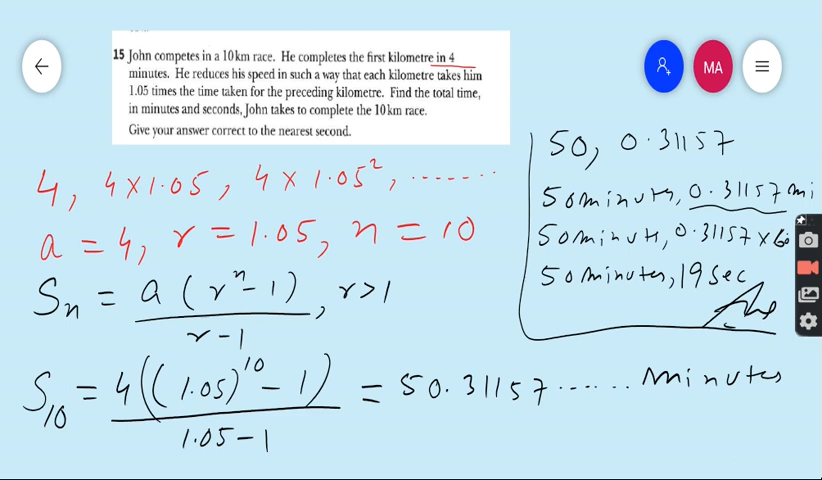 15 John competes in a 10km race. He completes the first kilometre in 4
minutes. He reduces his speed in such a way that each kilometre takes him
1.05 times the time taken for the preceding kilometre. Find the total time,
in minutes and seconds, John takes to complete the 10 km race.
Give your answer correct to the nearest second.
MA
4, 4 × 1.05, 4 × 1.05², .......
a = 4, r = 1.05, n = 10
Sn = a(rⁿ - 1) / r - 1, r > 1
S10 = 4((1.05)¹⁰ - 1) / 1.05 - 1 = 50.31157...... minutes
50, 0.31157
50 minutes, 0.31157 mi
50 minuts, 0.31157 × 60
50 minutes, 19 sec